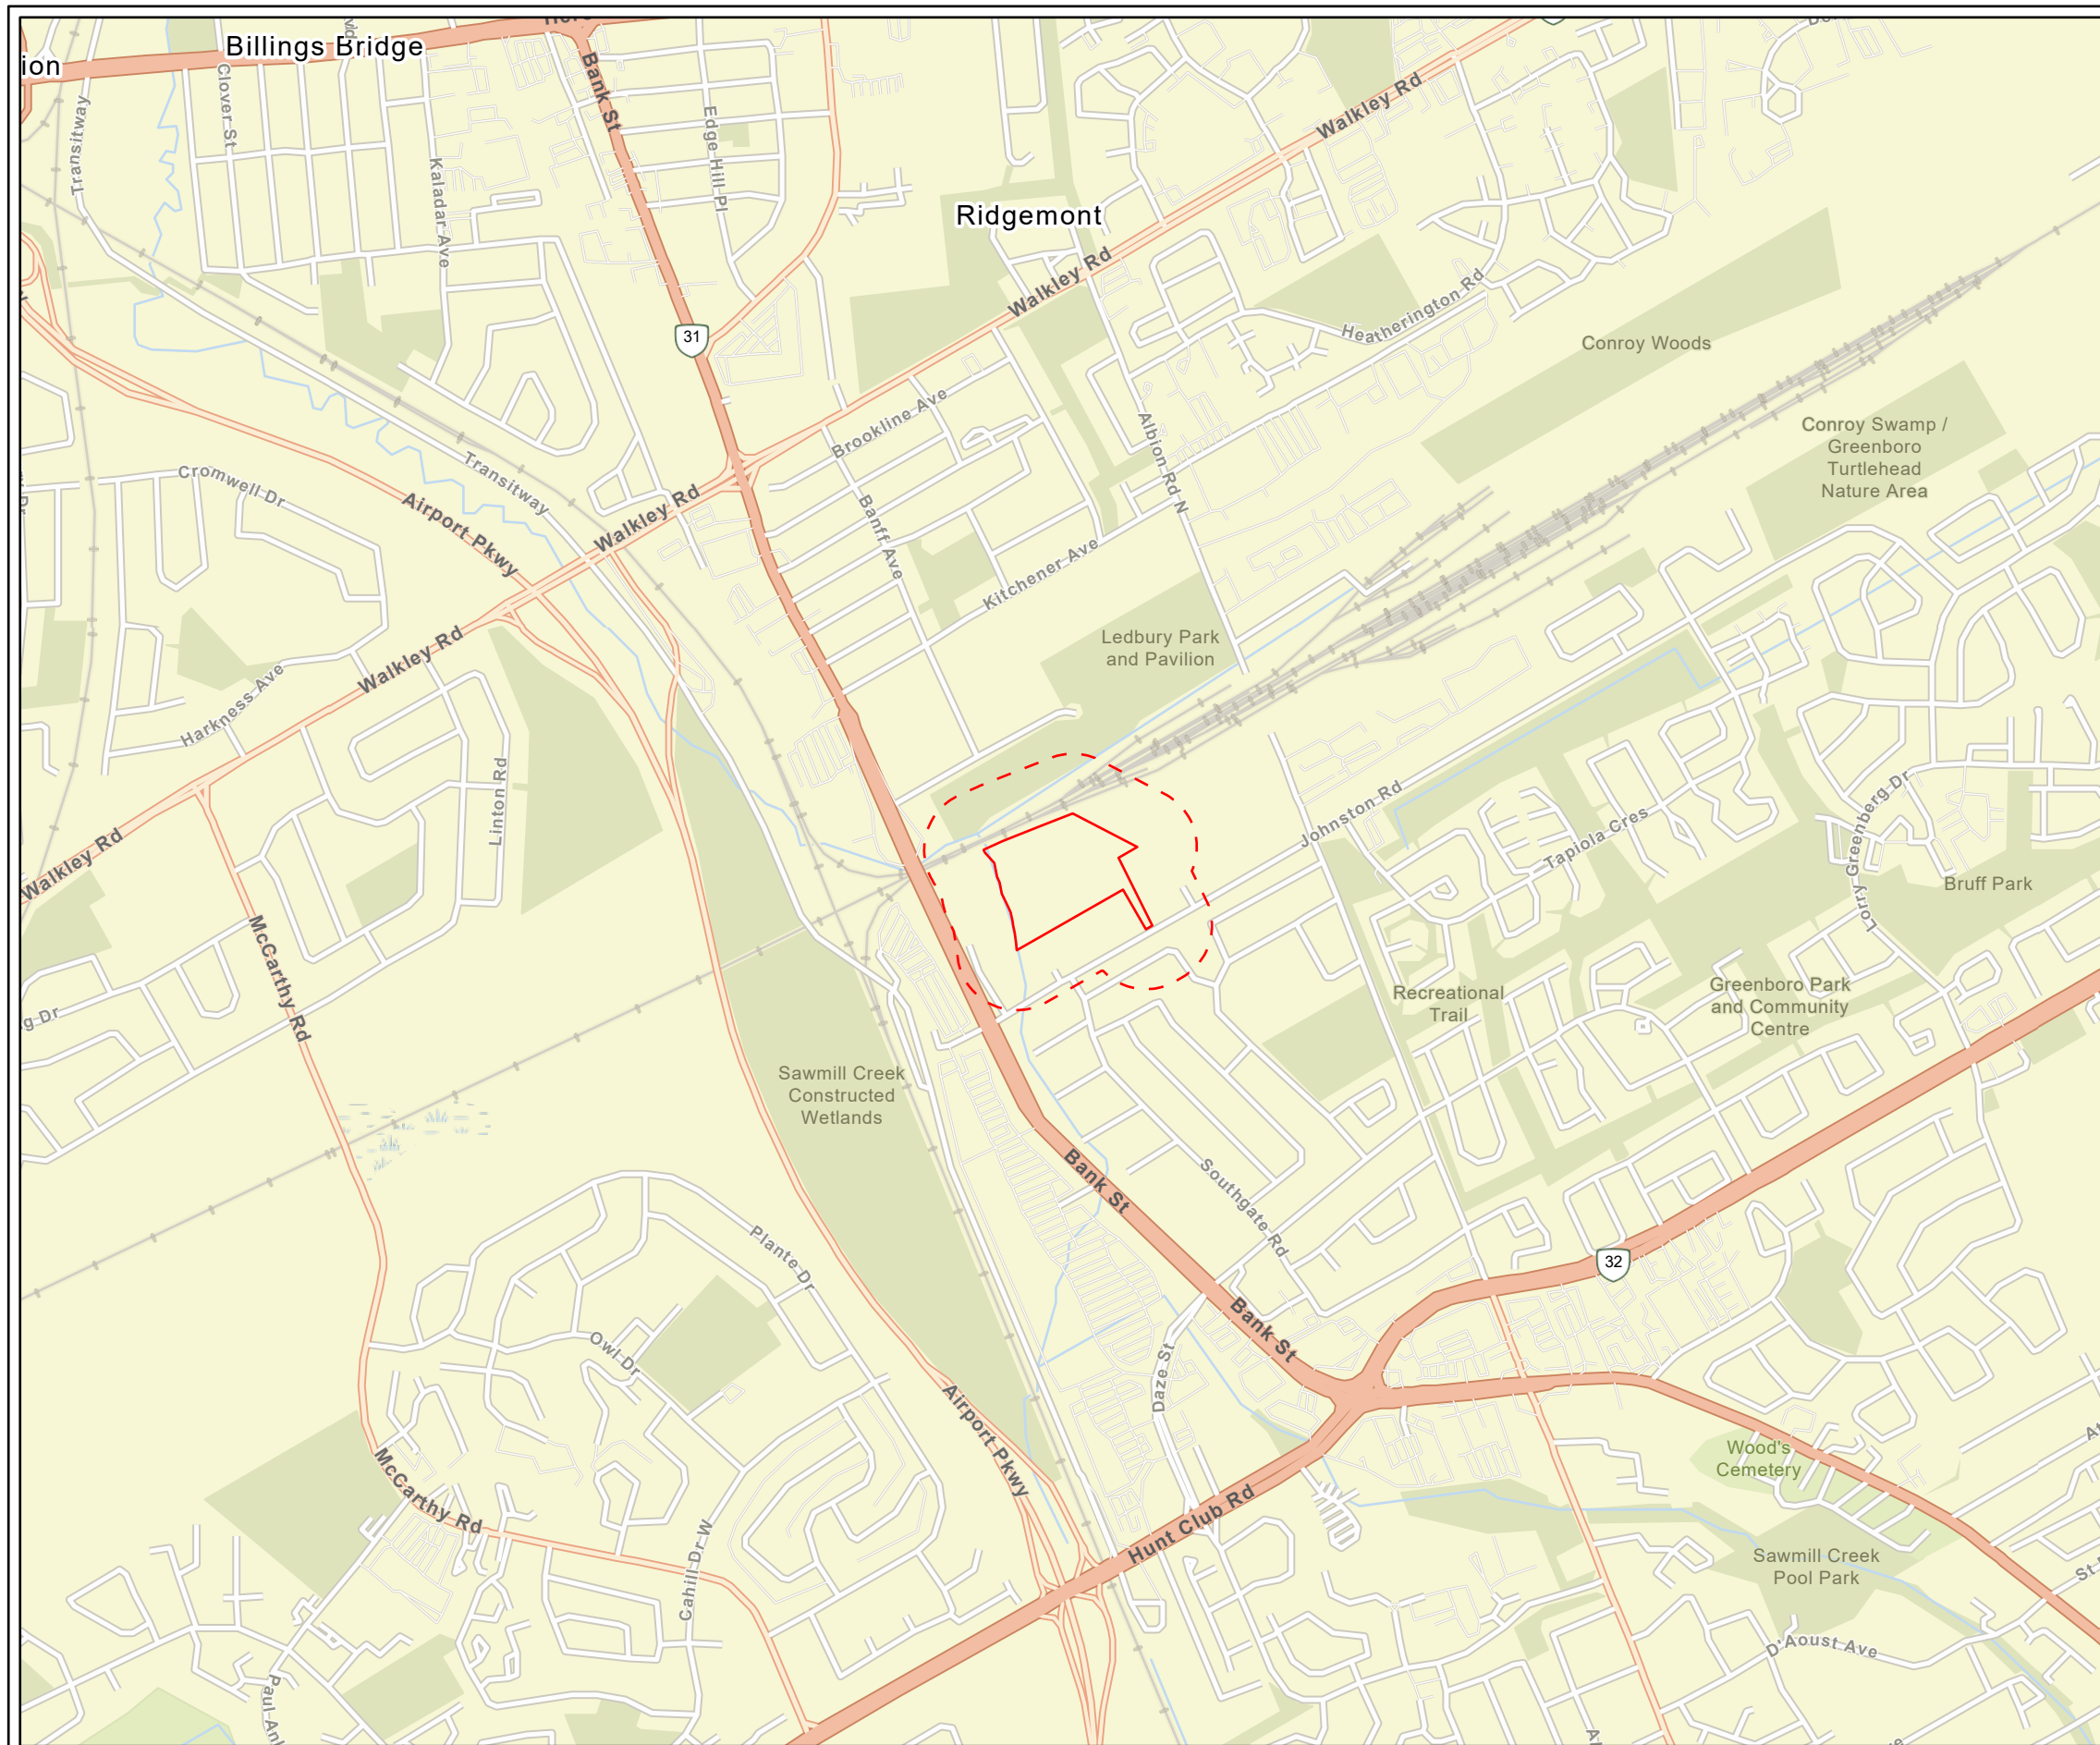 Billings Bridge
ion
Bank St
Clover St
Transitway
Edge Hill Pl
Kaladar Ave
Walkley Rd
Ridgemont
Walkley Rd
Heatherington Rd
31
Conroy Woods
Brookline Ave
Albion Rd N
Conroy Swamp /
Greenboro
Turtlehead
Nature Area
Cromwell Dr
Transitway
Airport Pkwy
Walkley Rd
Banff Ave
Kitchener Ave
Ledbury Park
and Pavilion
Walkley Rd
Harkness Ave
Linton Rd
Johnston Rd
Tapiola Cres
Lorry Greenberg Dr
Walkley Rd
Bruff Park
McCarthy Rd
g Dr
Recreational
Trail
Greenboro Park
and Community
Centre
Sawmill Creek
Constructed
Wetlands
Bank St
Southgate Rd
Plante Dr
32
Owl Dr
Bank St
Daze St
Airport Pkwy
McCarthy Rd
Wood's
Cemetery
Hunt Club Rd
Cahill Dr W
Sawmill Creek
Pool Park
D'Aoust Ave